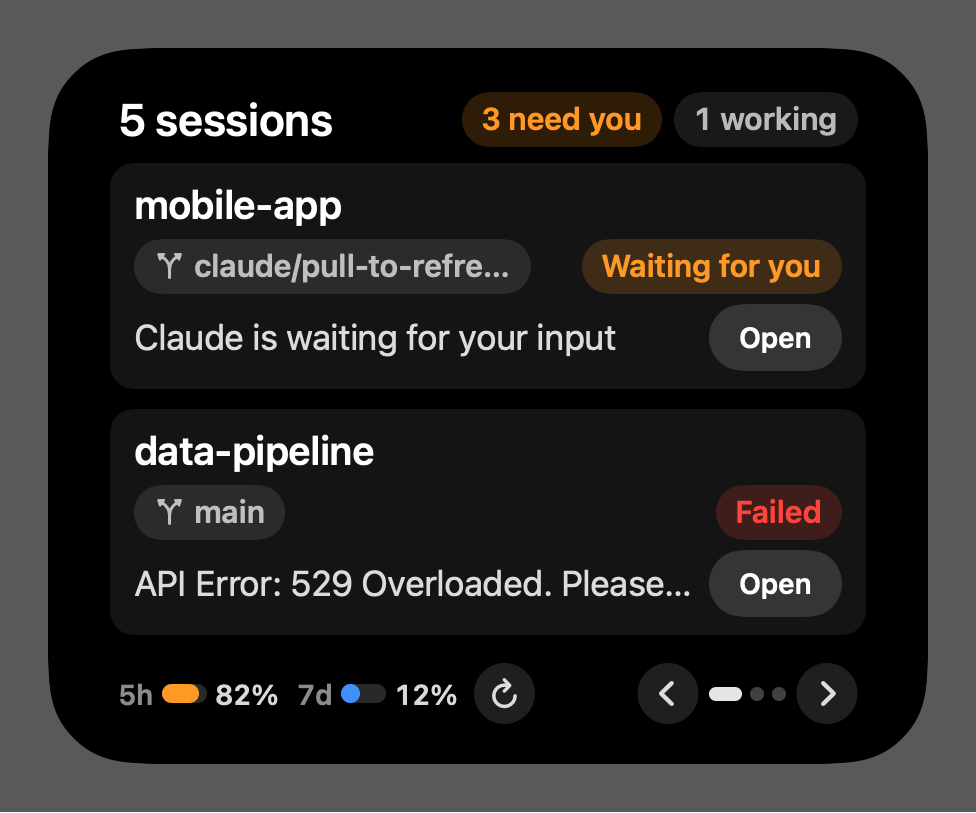 5 sessions 3 need you 1 working
mobile-app
claude/pull-to-refre... Waiting for you
Claude is waiting for your input Open
data-pipeline
main Failed
API Error: 529 Overloaded. Please... Open
5h 82% 7d 12%